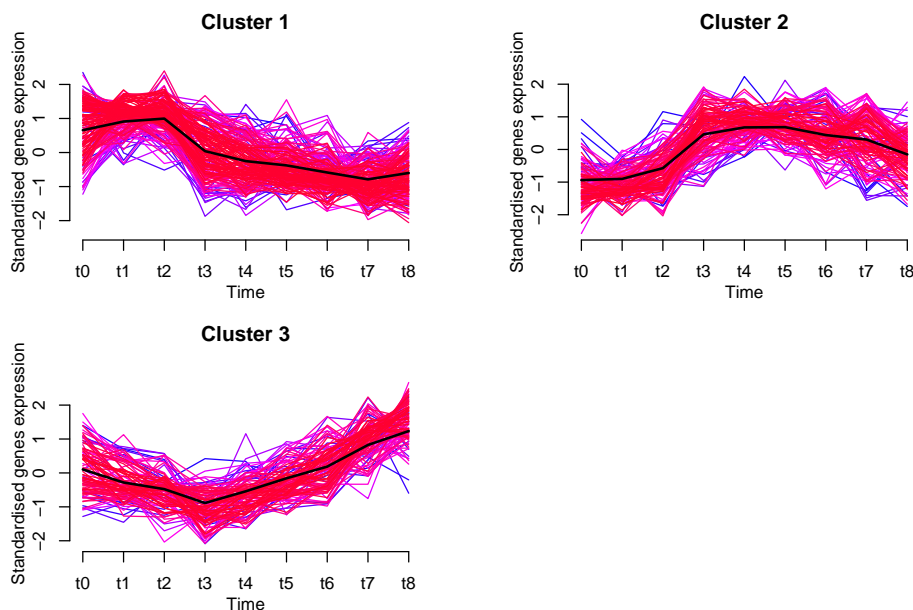 Cluster 1
Standardised genes expression
2
1
0
−1
−2
t0 t1 t2 t3 t4 t5 t6 t7 t8
Time
Cluster 2
Standardised genes expression
2
1
0
−1
−2
t0 t1 t2 t3 t4 t5 t6 t7 t8
Time
Cluster 3
Standardised genes expression
2
1
0
−1
−2
t0 t1 t2 t3 t4 t5 t6 t7 t8
Time